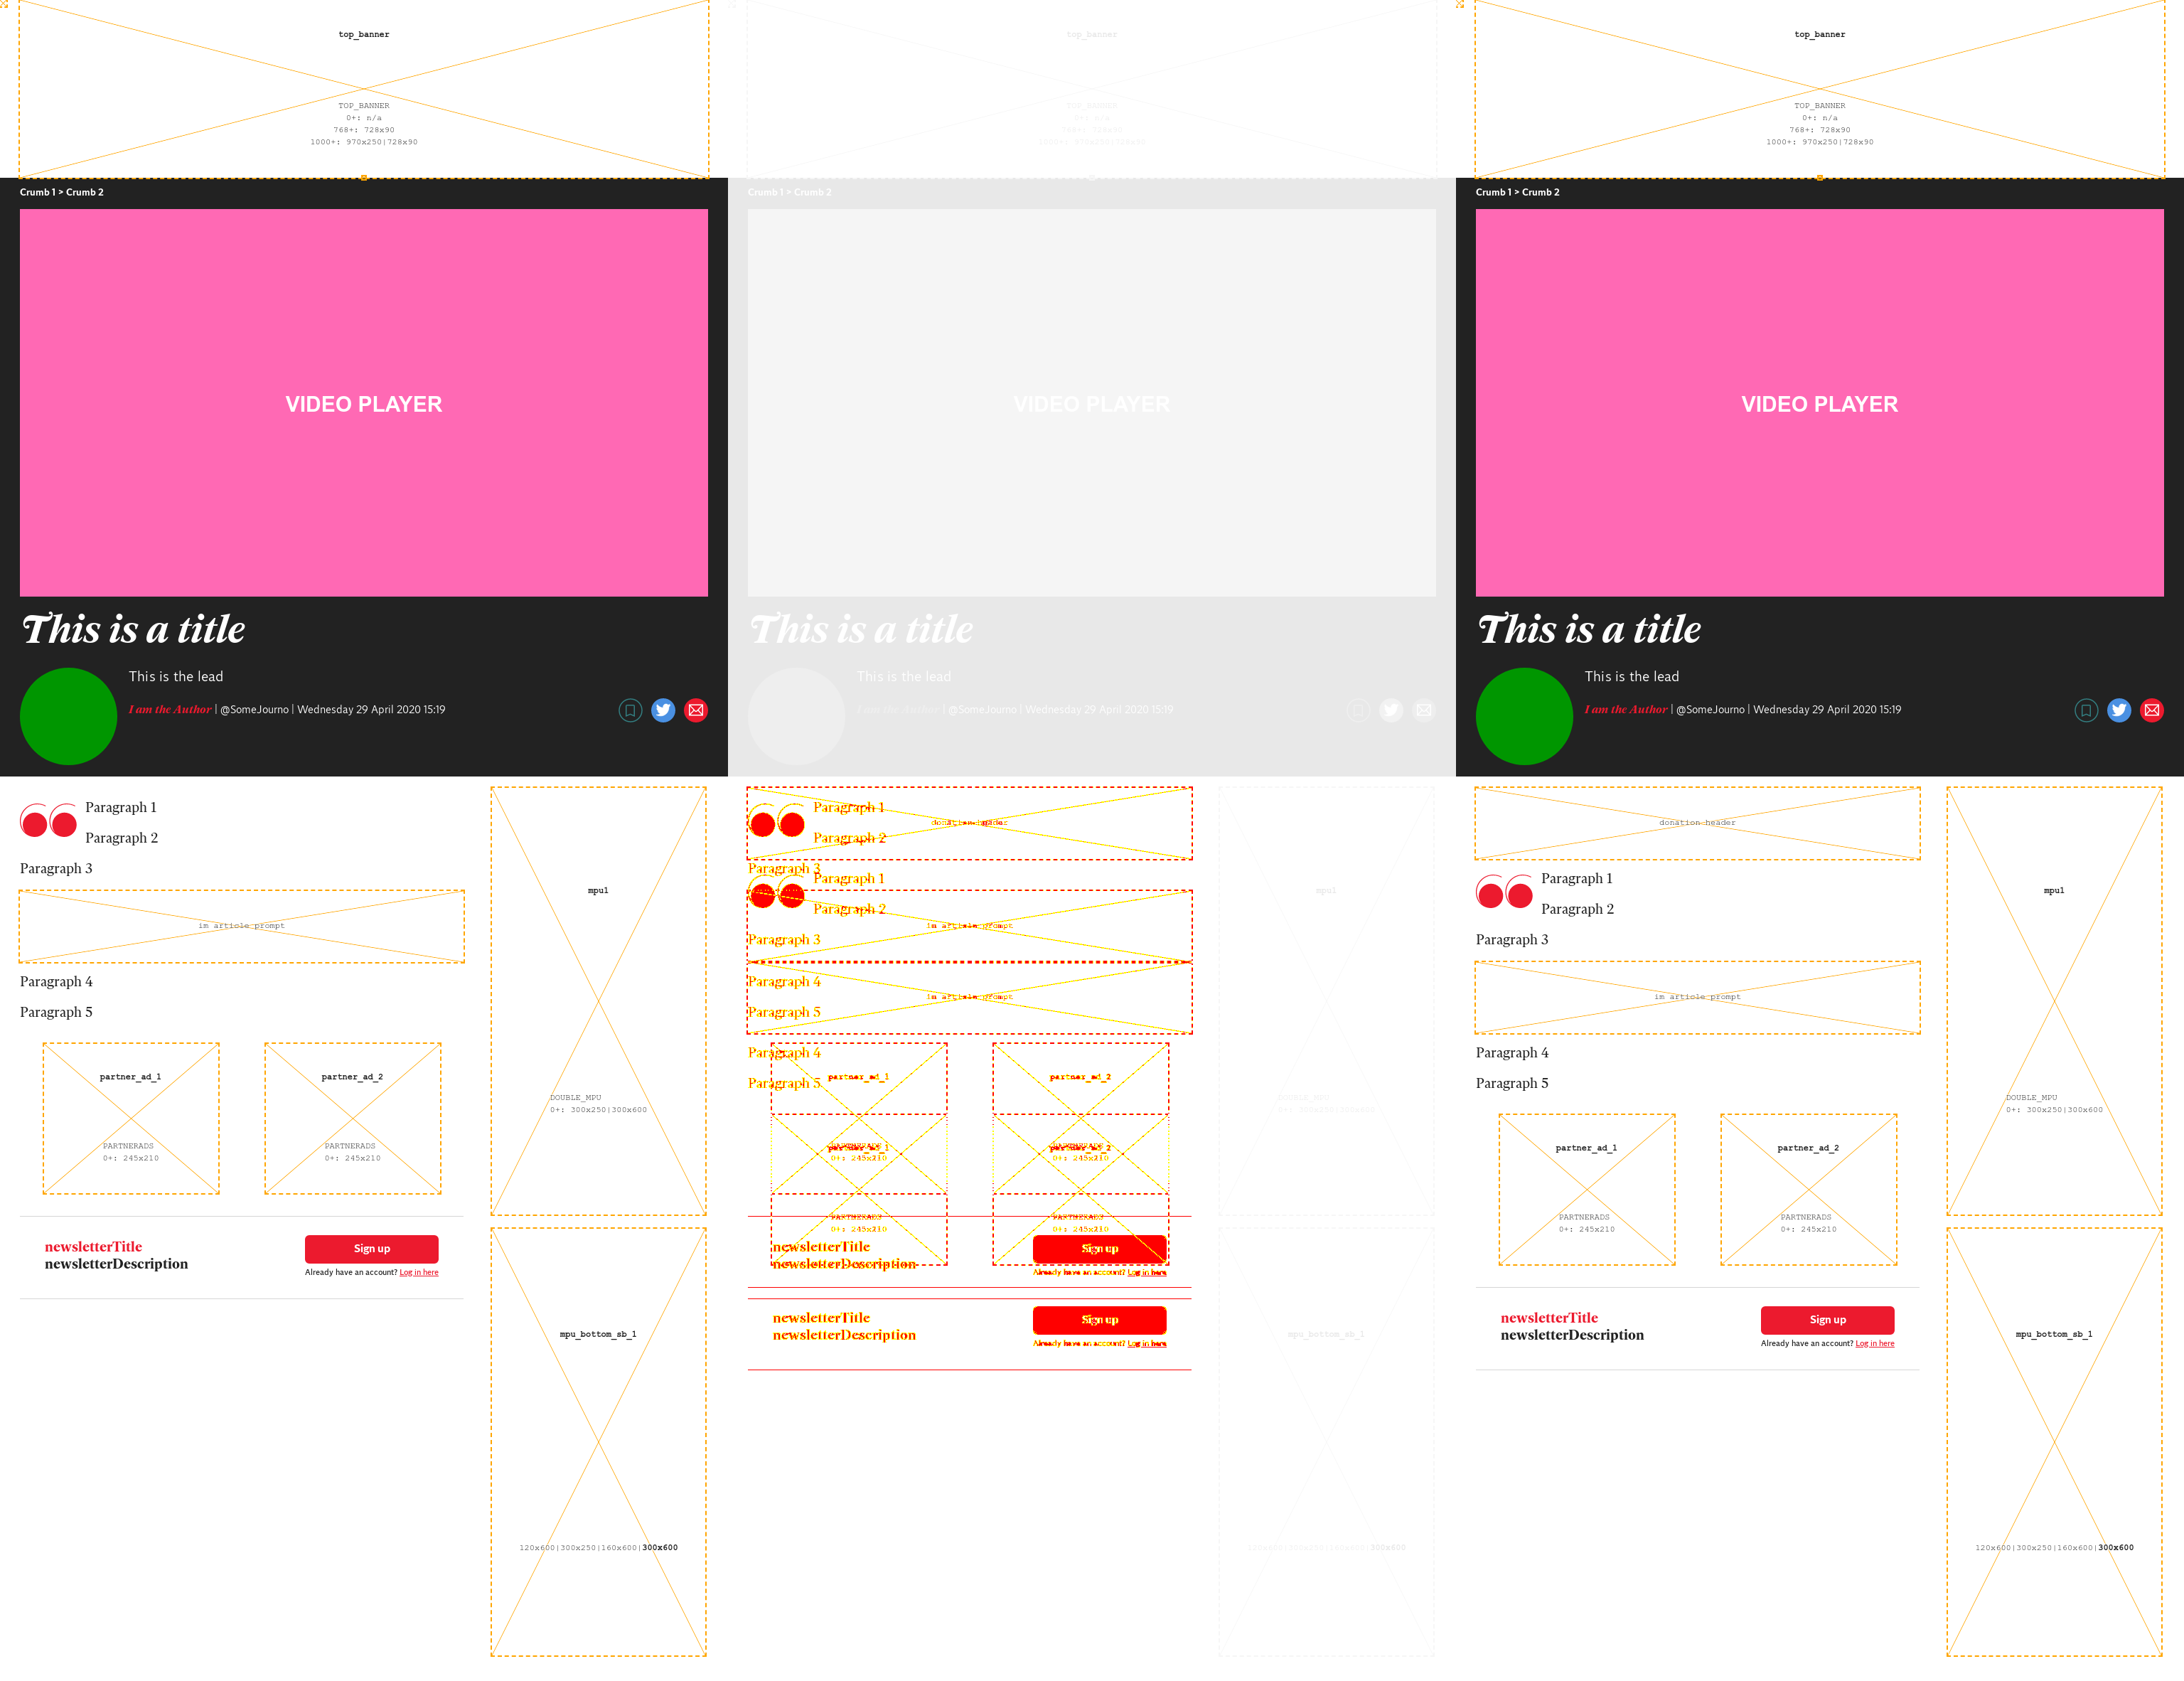 top_banner
TOP_BANNER
0+: n/a
768+: 728x90
1000+: 970x250|728x90
Crumb 1 > Crumb 2
VIDEO PLAYER
This is a title
This is the lead
I am the Author | @SomeJourno | Wednesday 29 April 2020 15:19
Paragraph 1
Paragraph 2
Paragraph 3
im article prompt
Paragraph 4
Paragraph 5
partner_ad_1
PARTNERADS
0+: 245x210
partner_ad_2
PARTNERADS
0+: 245x210
newsletterTitle
newsletterDescription
Sign up
Already have an account? Log in here
mpu1
DOUBLE_MPU
0+: 300x250|300x600
mpu_bottom_sb_1
120x600|300x250|160x600|300x600
top_banner
TOP_BANNER
0+: n/a
768+: 728x90
1000+: 970x250|728x90
Crumb 1 > Crumb 2
VIDEO PLAYER
This is a title
This is the lead
I am the Author | @SomeJourno | Wednesday 29 April 2020 15:19
Paragraph 1
donation header
Paragraph 2
Paragraph 3
Paragraph 1
Paragraph 2
im article prompt
Paragraph 3
Paragraph 4
im article prompt
Paragraph 5
Paragraph 4
Paragraph 5
partner_ad_1
partner_ad_2
partner_ad_1
partner_ad_2
0+: 245x210
0+: 245x210
PARTNERADS
0+: 245x210
PARTNERADS
0+: 245x210
newsletterTitle
newsletterDescription
Sign up
Already have an account? Log in here
newsletterTitle
newsletterDescription
Sign up
Already have an account? Log in here
mpu1
DOUBLE_MPU
0+: 300x250|300x600
mpu_bottom_sb_1
120x600|300x250|160x600|300x600
top_banner
TOP_BANNER
0+: n/a
768+: 728x90
1000+: 970x250|728x90
Crumb 1 > Crumb 2
VIDEO PLAYER
This is a title
This is the lead
I am the Author | @SomeJourno | Wednesday 29 April 2020 15:19
donation header
Paragraph 1
Paragraph 2
Paragraph 3
im article prompt
Paragraph 4
Paragraph 5
partner_ad_1
PARTNERADS
0+: 245x210
partner_ad_2
PARTNERADS
0+: 245x210
newsletterTitle
newsletterDescription
Sign up
Already have an account? Log in here
mpu1
DOUBLE_MPU
0+: 300x250|300x600
mpu_bottom_sb_1
120x600|300x250|160x600|300x600